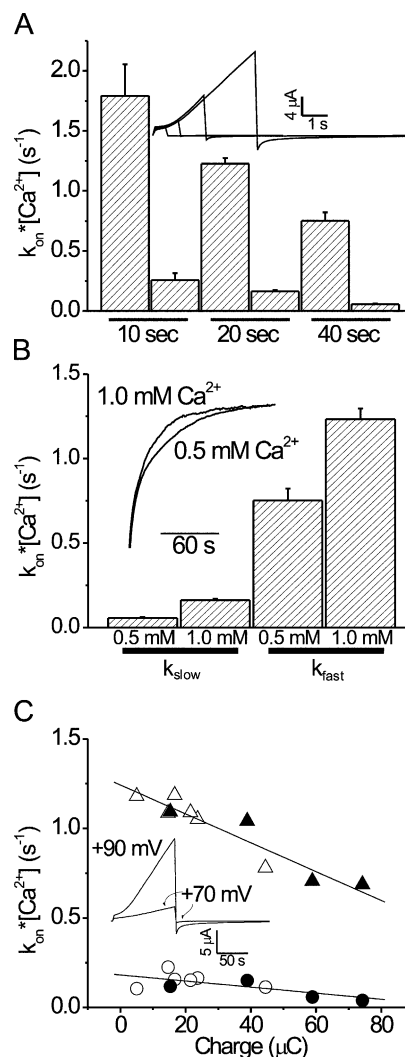 A
k_on*[Ca²⁺] (s⁻¹)
2.0
1.5
1.0
0.5
0.0
4 µA
1 s
10 sec 20 sec 40 sec
B
k_on*[Ca²⁺] (s⁻¹)
1.5
1.0
0.5
0.0
1.0 mM Ca²⁺
0.5 mM Ca²⁺
60 s
0.5 mM 1.0 mM 0.5 mM 1.0 mM
k_slow k_fast
C
k_on*[Ca²⁺] (s⁻¹)
1.5
1.0
0.5
0.0
+90 mV
+70 mV
5 µA
50 s
0 20 40 60 80
Charge (µC)